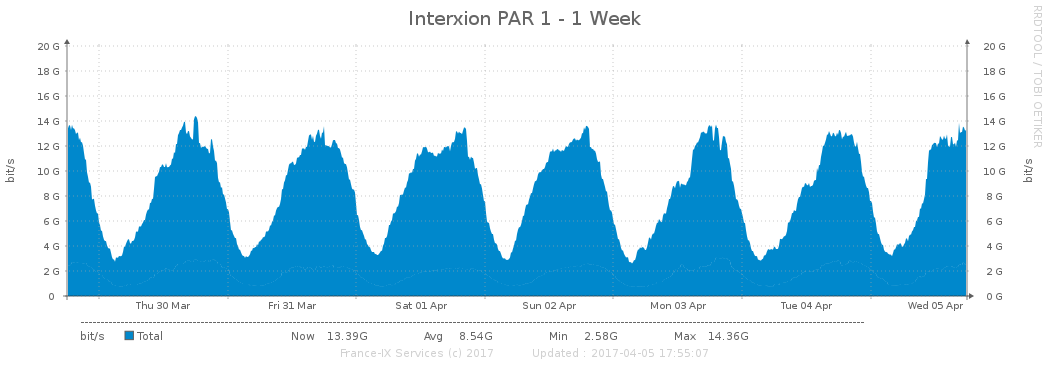 Interxion PAR 1 - 1 Week
RRDTOOL / TOBI OETIKER
20 G 20 G
18 G 18 G
16 G 16 G
14 G 14 G
12 G 12 G
10 G 10 G
8 G 8 G
6 G 6 G
4 G 4 G
2 G 2 G
0 0 G
bit/s
bit/s
Thu 30 Mar Fri 31 Mar Sat 01 Apr Sun 02 Apr Mon 03 Apr Tue 04 Apr Wed 05 Apr
bit/s Total Now 13.39G Avg 8.54G Min 2.58G Max 14.36G
France-IX Services (c) 2017 Updated : 2017-04-05 17:55:07